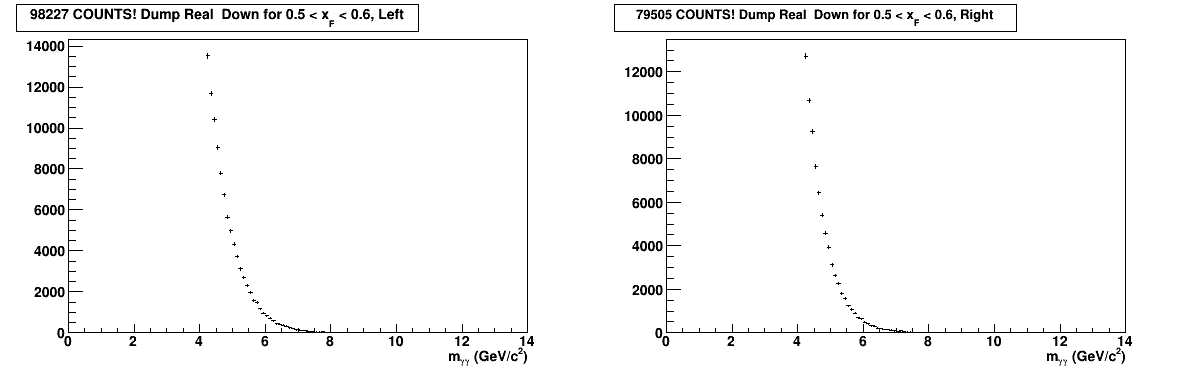 98227 COUNTS! Dump Real Down for 0.5 < x_F < 0.6, Left
14000
12000
10000
8000
6000
4000
2000
0
0 2 4 6 8 10 12 14
m_γγ (GeV/c²)
79505 COUNTS! Dump Real Down for 0.5 < x_F < 0.6, Right
12000
10000
8000
6000
4000
2000
0
0 2 4 6 8 10 12 14
m_γγ (GeV/c²)